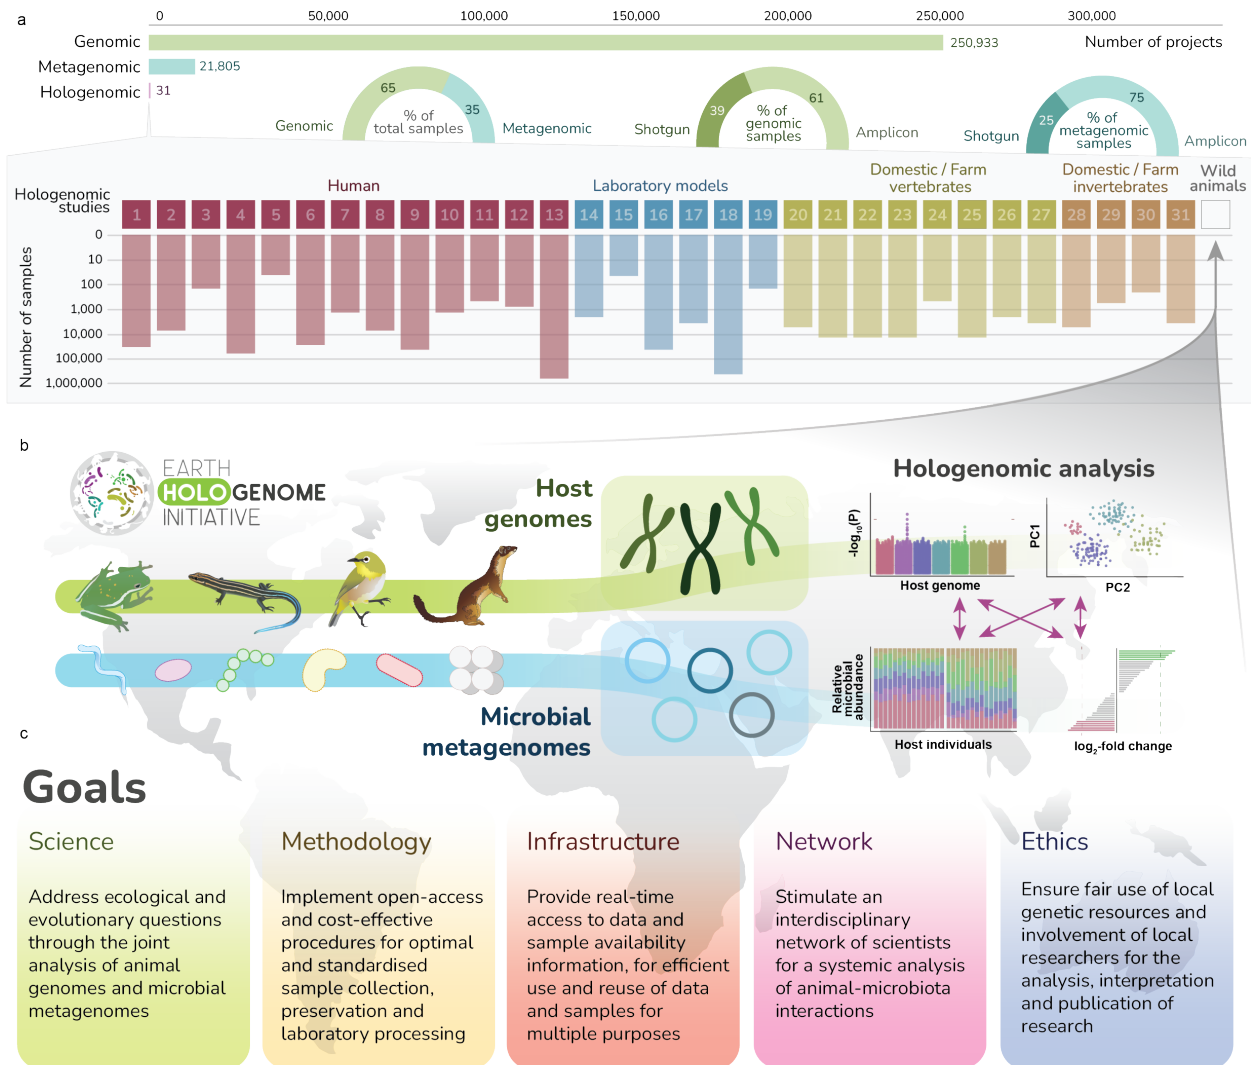 a
0 50,000 100,000 150,000 200,000 250,000 300,000
Genomic 250,933 Number of projects
Metagenomic 21,805
Hologenomic 31
65 35
% of
total samples
Genomic Metagenomic
39 61
% of
genomic
samples
Shotgun Amplicon
25 75
% of
metagenomic
samples
Shotgun Amplicon
Hologenomic
studies
Human
Laboratory models
Domestic / Farm
vertebrates
Domestic / Farm
invertebrates
Wild
animals
1 2 3 4 5 6 7 8 9 10 11 12 13 14 15 16 17 18 19 20 21 22 23 24 25 26 27 28 29 30 31
Number of samples
0
10
100
1,000
10,000
100,000
1,000,000
b
EARTH
HOLOGENOME
INITIATIVE
Host
genomes
Microbial
metagenomes
Hologenomic analysis
-log10(P)
Host genome
PC1
PC2
Relative
microbial
abundance
Host individuals
log2-fold change
c
Goals
Science
Address ecological and
evolutionary questions
through the joint
analysis of animal
genomes and microbial
metagenomes
Methodology
Implement open-access
and cost-effective
procedures for optimal
and standardised
sample collection,
preservation and
laboratory processing
Infrastructure
Provide real-time
access to data and
sample availability
information, for efficient
use and reuse of data
and samples for
multiple purposes
Network
Stimulate an
interdisciplinary
network of scientists
for a systemic analysis
of animal-microbiota
interactions
Ethics
Ensure fair use of local
genetic resources and
involvement of local
researchers for the
analysis, interpretation
and publication of
research